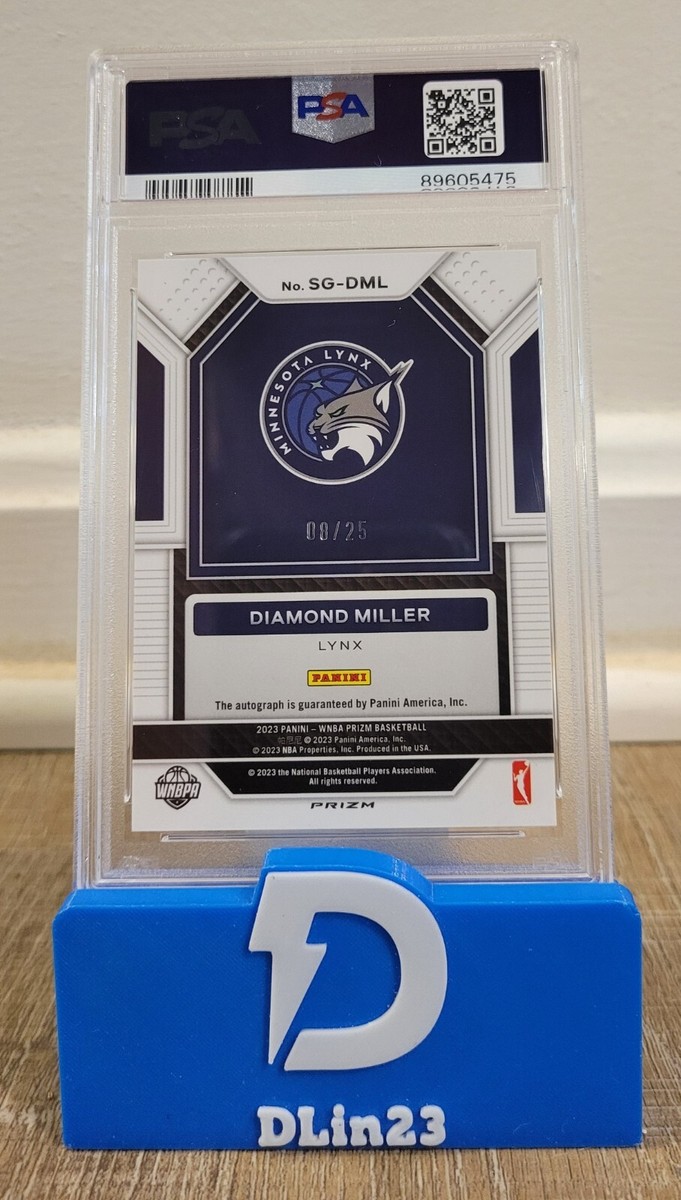 PSA
PSA
89605475
No. SG-DML
MINNESOTA LYNX
09/25
DIAMOND MILLER
LYNX
PANINI
The autograph is guaranteed by Panini America, Inc.
2023 PANINI – WNBA PRIZM BASKETBALL
© 2023 Panini America, Inc.
© 2023 NBA Properties, Inc. Produced in the USA.
© 2023 the National Basketball Players Association.
All rights reserved.
WNBPA
PRIZM
D
DLin23